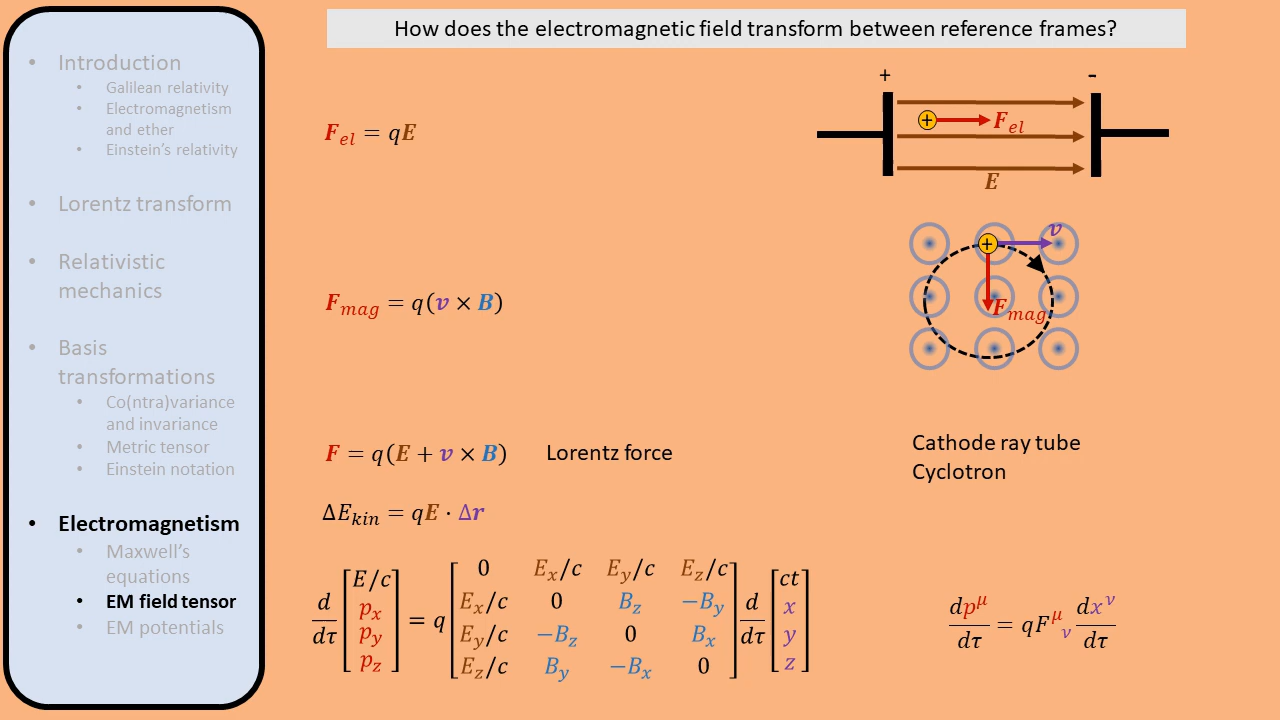 How does the electromagnetic field transform between reference frames?
• Introduction
• Galilean relativity
• Electromagnetism
and ether
• Einstein's relativity
• Lorentz transform
• Relativistic
mechanics
• Basis
transformations
• Co(ntra)variance
and invariance
• Metric tensor
• Einstein notation
• Electromagnetism
• Maxwell's
equations
• EM field tensor
• EM potentials
F_el = qE
+ -
+ F_el
E
F_mag = q(v × B)
+ v
F_mag
F = q(E + v × B) Lorentz force
Cathode ray tube
Cyclotron
ΔE_kin = qE · Δr
d/dτ [E/c p_x p_y p_z] = q [0 E_x/c E_y/c E_z/c
E_x/c 0 B_z −B_y
E_y/c −B_z 0 B_x
E_z/c B_y −B_x 0] d/dτ [ct x y z]
dp^μ/dτ = qF^μ_ν dx^ν/dτ